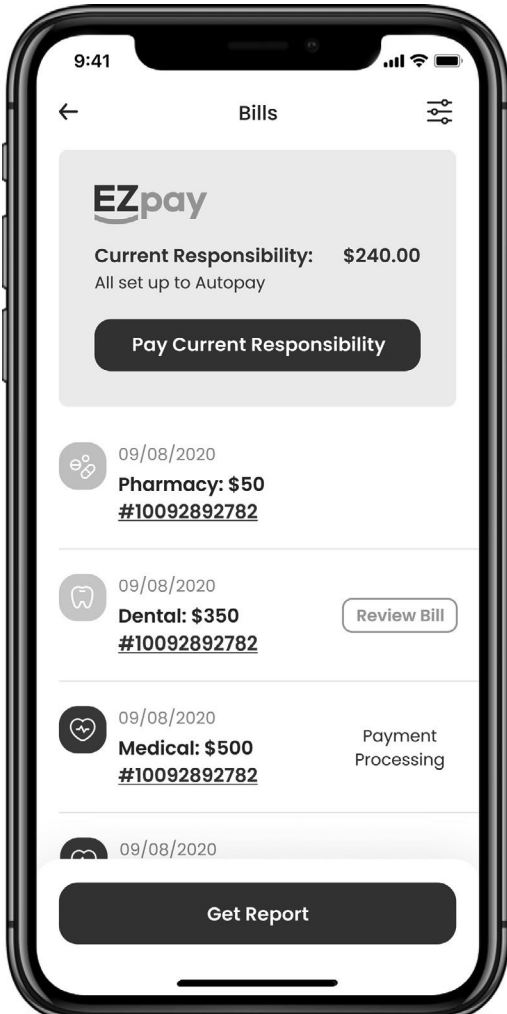 9:41
Bills
EZpay
Current Responsibility: $240.00
All set up to Autopay
Pay Current Responsibility
09/08/2020
Pharmacy: $50
#10092892782
09/08/2020
Dental: $350
#10092892782
Review Bill
09/08/2020
Medical: $500
#10092892782
Payment
Processing
09/08/2020
Get Report